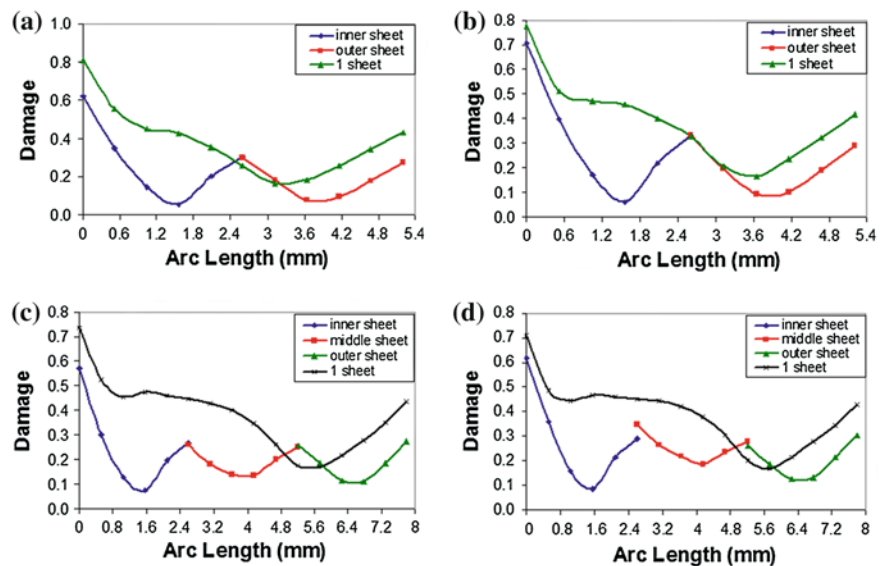 (a)
inner sheet
outer sheet
1 sheet
Damage
1.0
0.8
0.6
0.4
0.2
0.0
0 0.6 1.2 1.8 2.4 3 3.6 4.2 4.8 5.4
Arc Length (mm)
(b)
inner sheet
outer sheet
1 sheet
Damage
0.8
0.7
0.6
0.5
0.4
0.3
0.2
0.1
0.0
0 0.6 1.2 1.8 2.4 3 3.6 4.2 4.8 5.4
Arc Length (mm)
(c)
inner sheet
middle sheet
outer sheet
1 sheet
Damage
0.8
0.7
0.6
0.5
0.4
0.3
0.2
0.1
0.0
0 0.8 1.6 2.4 3.2 4 4.8 5.6 6.4 7.2 8
Arc Length (mm)
(d)
inner sheet
middle sheet
outer sheet
1 sheet
Damage
0.8
0.7
0.6
0.5
0.4
0.3
0.2
0.1
0.0
0 0.8 1.6 2.4 3.2 4 4.8 5.6 6.4 7.2 8
Arc Length (mm)